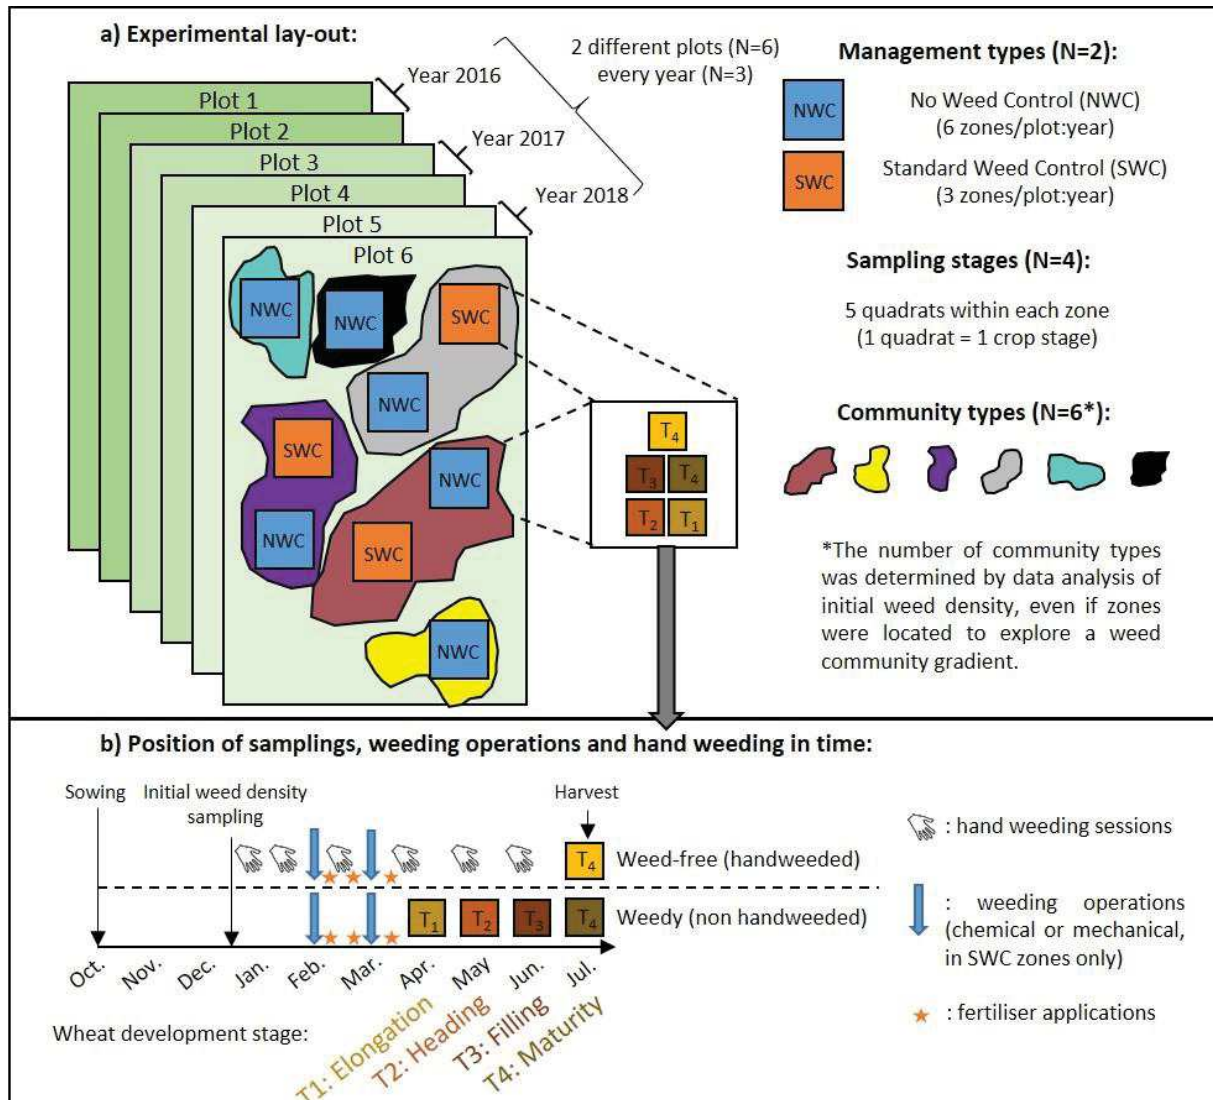 a) Experimental lay-out:
Year 2016
Year 2017
Year 2018
2 different plots (N=6)
every year (N=3)
Plot 1
Plot 2
Plot 3
Plot 4
Plot 5
Plot 6
NWC
NWC
SWC
NWC
SWC
NWC
NWC
SWC
NWC
T4
T3
T4
T2
T1
Management types (N=2):
NWC
No Weed Control (NWC)
(6 zones/plot:year)
SWC
Standard Weed Control (SWC)
(3 zones/plot:year)
Sampling stages (N=4):
5 quadrats within each zone
(1 quadrat = 1 crop stage)
Community types (N=6*):
*The number of community types
was determined by data analysis of
initial weed density, even if zones
were located to explore a weed
community gradient.
b) Position of samplings, weeding operations and hand weeding in time:
Sowing
Initial weed density
sampling
Harvest
T4
Weed-free (handweeded)
T1
T2
T3
T4
Weedy (non handweeded)
Oct.
Nov.
Dec.
Jan.
Feb.
Mar.
Apr.
May
Jun.
Jul.
Wheat development stage:
T1: Elongation
T2: Heading
T3: Filling
T4: Maturity
: hand weeding sessions
: weeding operations
(chemical or mechanical,
in SWC zones only)
: fertiliser applications